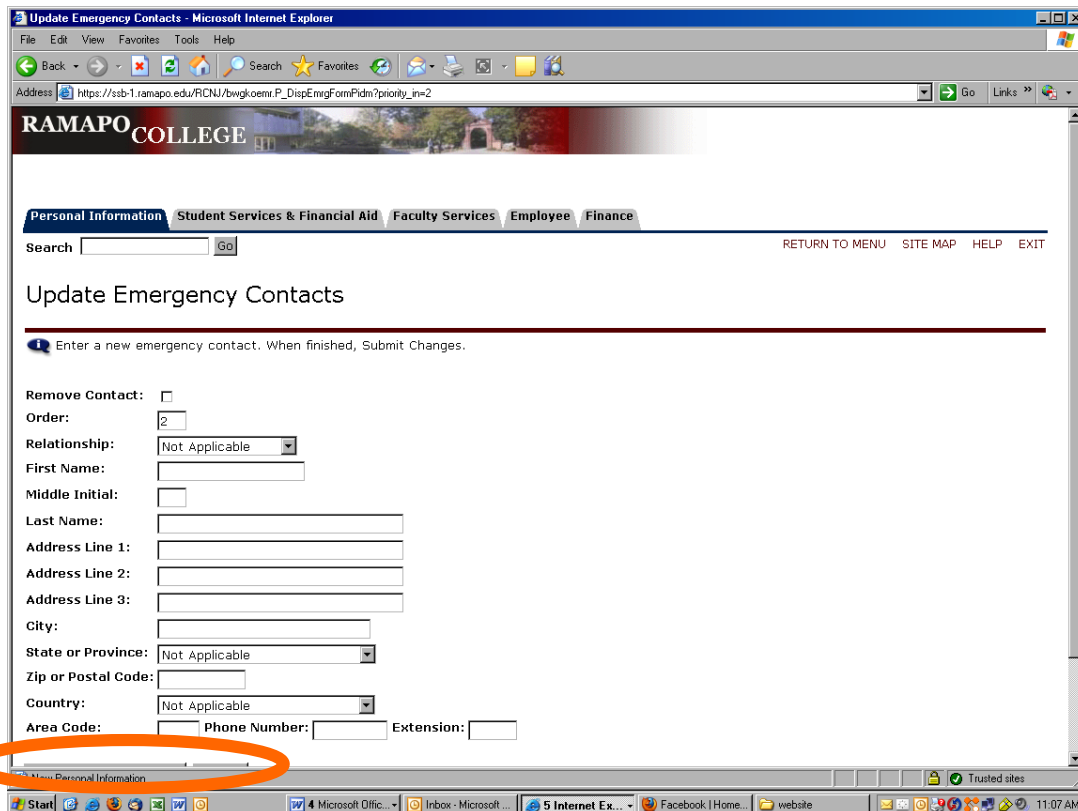 Update Emergency Contacts - Microsoft Internet Explorer
File Edit View Favorites Tools Help
Back Search Favorites
Address https://ssb-1.ramapo.edu/RCNJ/bwgkoemr.P_DispEmrgFormPidm?priority_in=2 Go Links »
RAMAPO COLLEGE
Personal Information Student Services & Financial Aid Faculty Services Employee Finance
Search Go RETURN TO MENU SITE MAP HELP EXIT
Update Emergency Contacts
Enter a new emergency contact. When finished, Submit Changes.
Remove Contact:
Order: 2
Relationship: Not Applicable
First Name:
Middle Initial:
Last Name:
Address Line 1:
Address Line 2:
Address Line 3:
City:
State or Province: Not Applicable
Zip or Postal Code:
Country: Not Applicable
Area Code: Phone Number: Extension:
Personal Information Trusted sites
Start 4 Microsoft Offic... Inbox - Microsoft ... 5 Internet Ex... Facebook | Home... website 11:07 AM